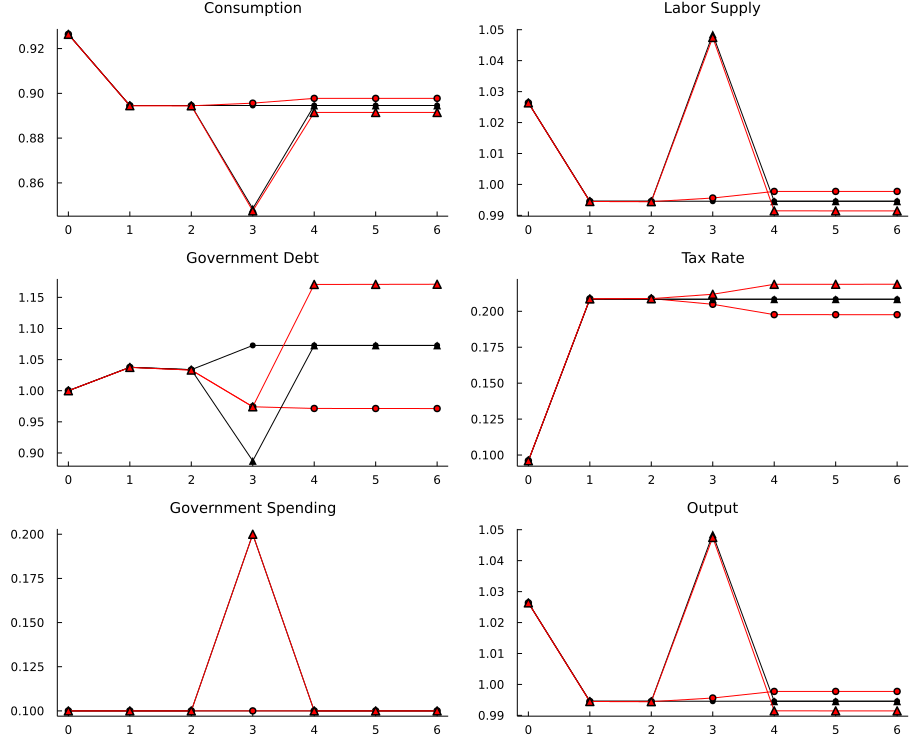 Consumption
0.92
0.90
0.88
0.86
0 1 2 3 4 5 6
Labor Supply
1.05
1.04
1.03
1.02
1.01
1.00
0.99
0 1 2 3 4 5 6
Government Debt
1.15
1.10
1.05
1.00
0.95
0.90
0 1 2 3 4 5 6
Tax Rate
0.200
0.175
0.150
0.125
0.100
0 1 2 3 4 5 6
Government Spending
0.200
0.175
0.150
0.125
0.100
0 1 2 3 4 5 6
Output
1.05
1.04
1.03
1.02
1.01
1.00
0.99
0 1 2 3 4 5 6